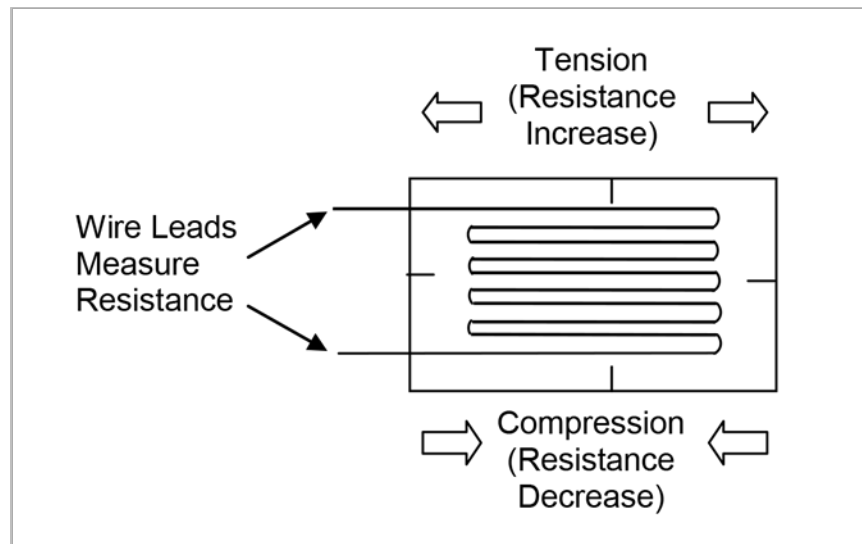 Tension
(Resistance
Increase)
Wire Leads
Measure
Resistance
Compression
(Resistance
Decrease)